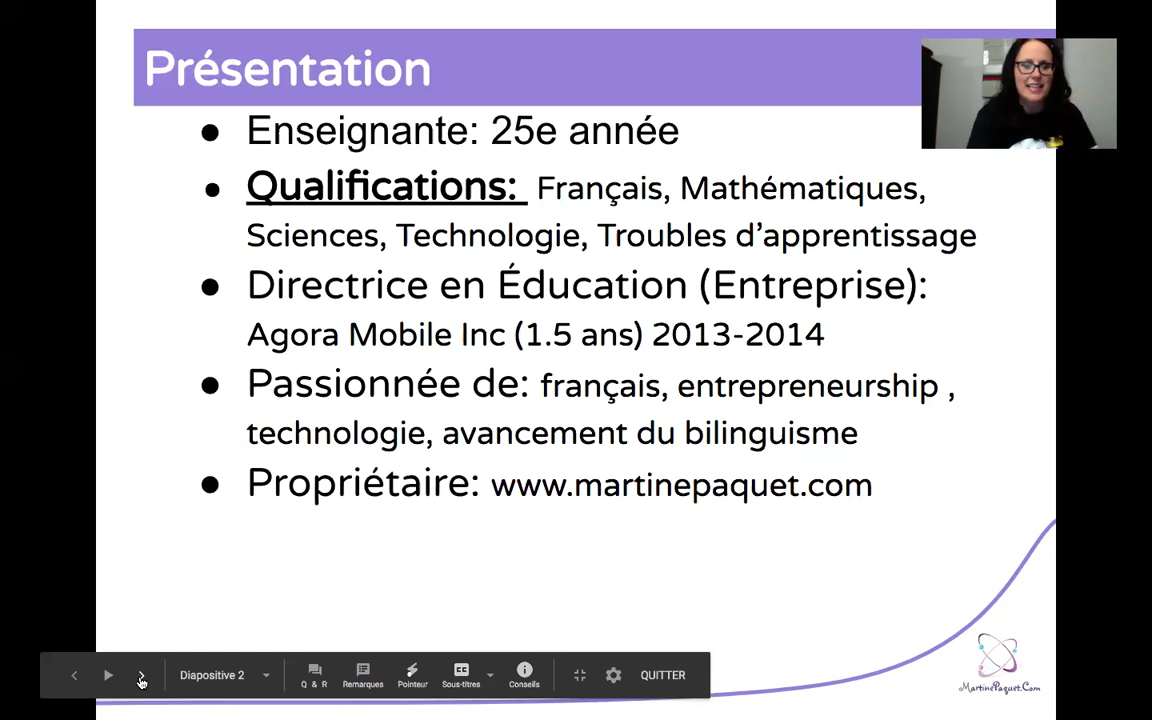 Présentation
Enseignante: 25e année
Qualifications: Français, Mathématiques,
Sciences, Technologie, Troubles d'apprentissage
Directrice en Éducation (Entreprise):
Agora Mobile Inc (1.5 ans) 2013-2014
Passionnée de: français, entrepreneurship ,
technologie, avancement du bilinguisme
Propriétaire: www.martinepaquet.com
MartinePaquet.Com
Diapositive 2
Q & R
Remarques
Pointeur
CC
Sous-titres
Conseils
QUITTER